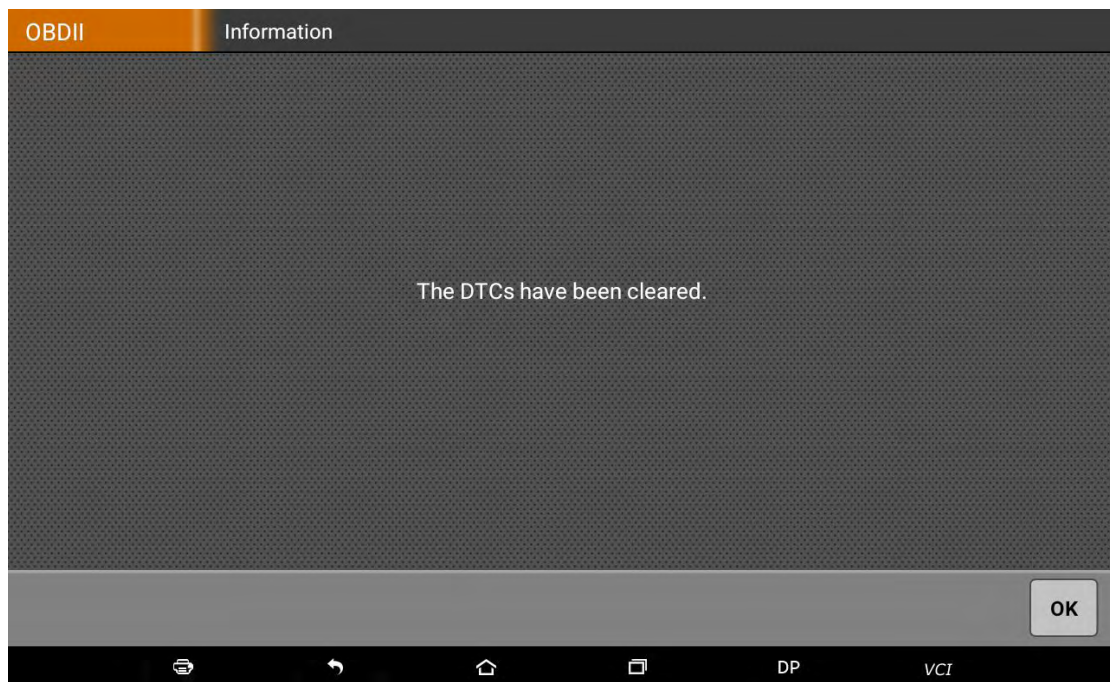 OBDII
Information
The DTCs have been cleared.
OK
DP
VCI